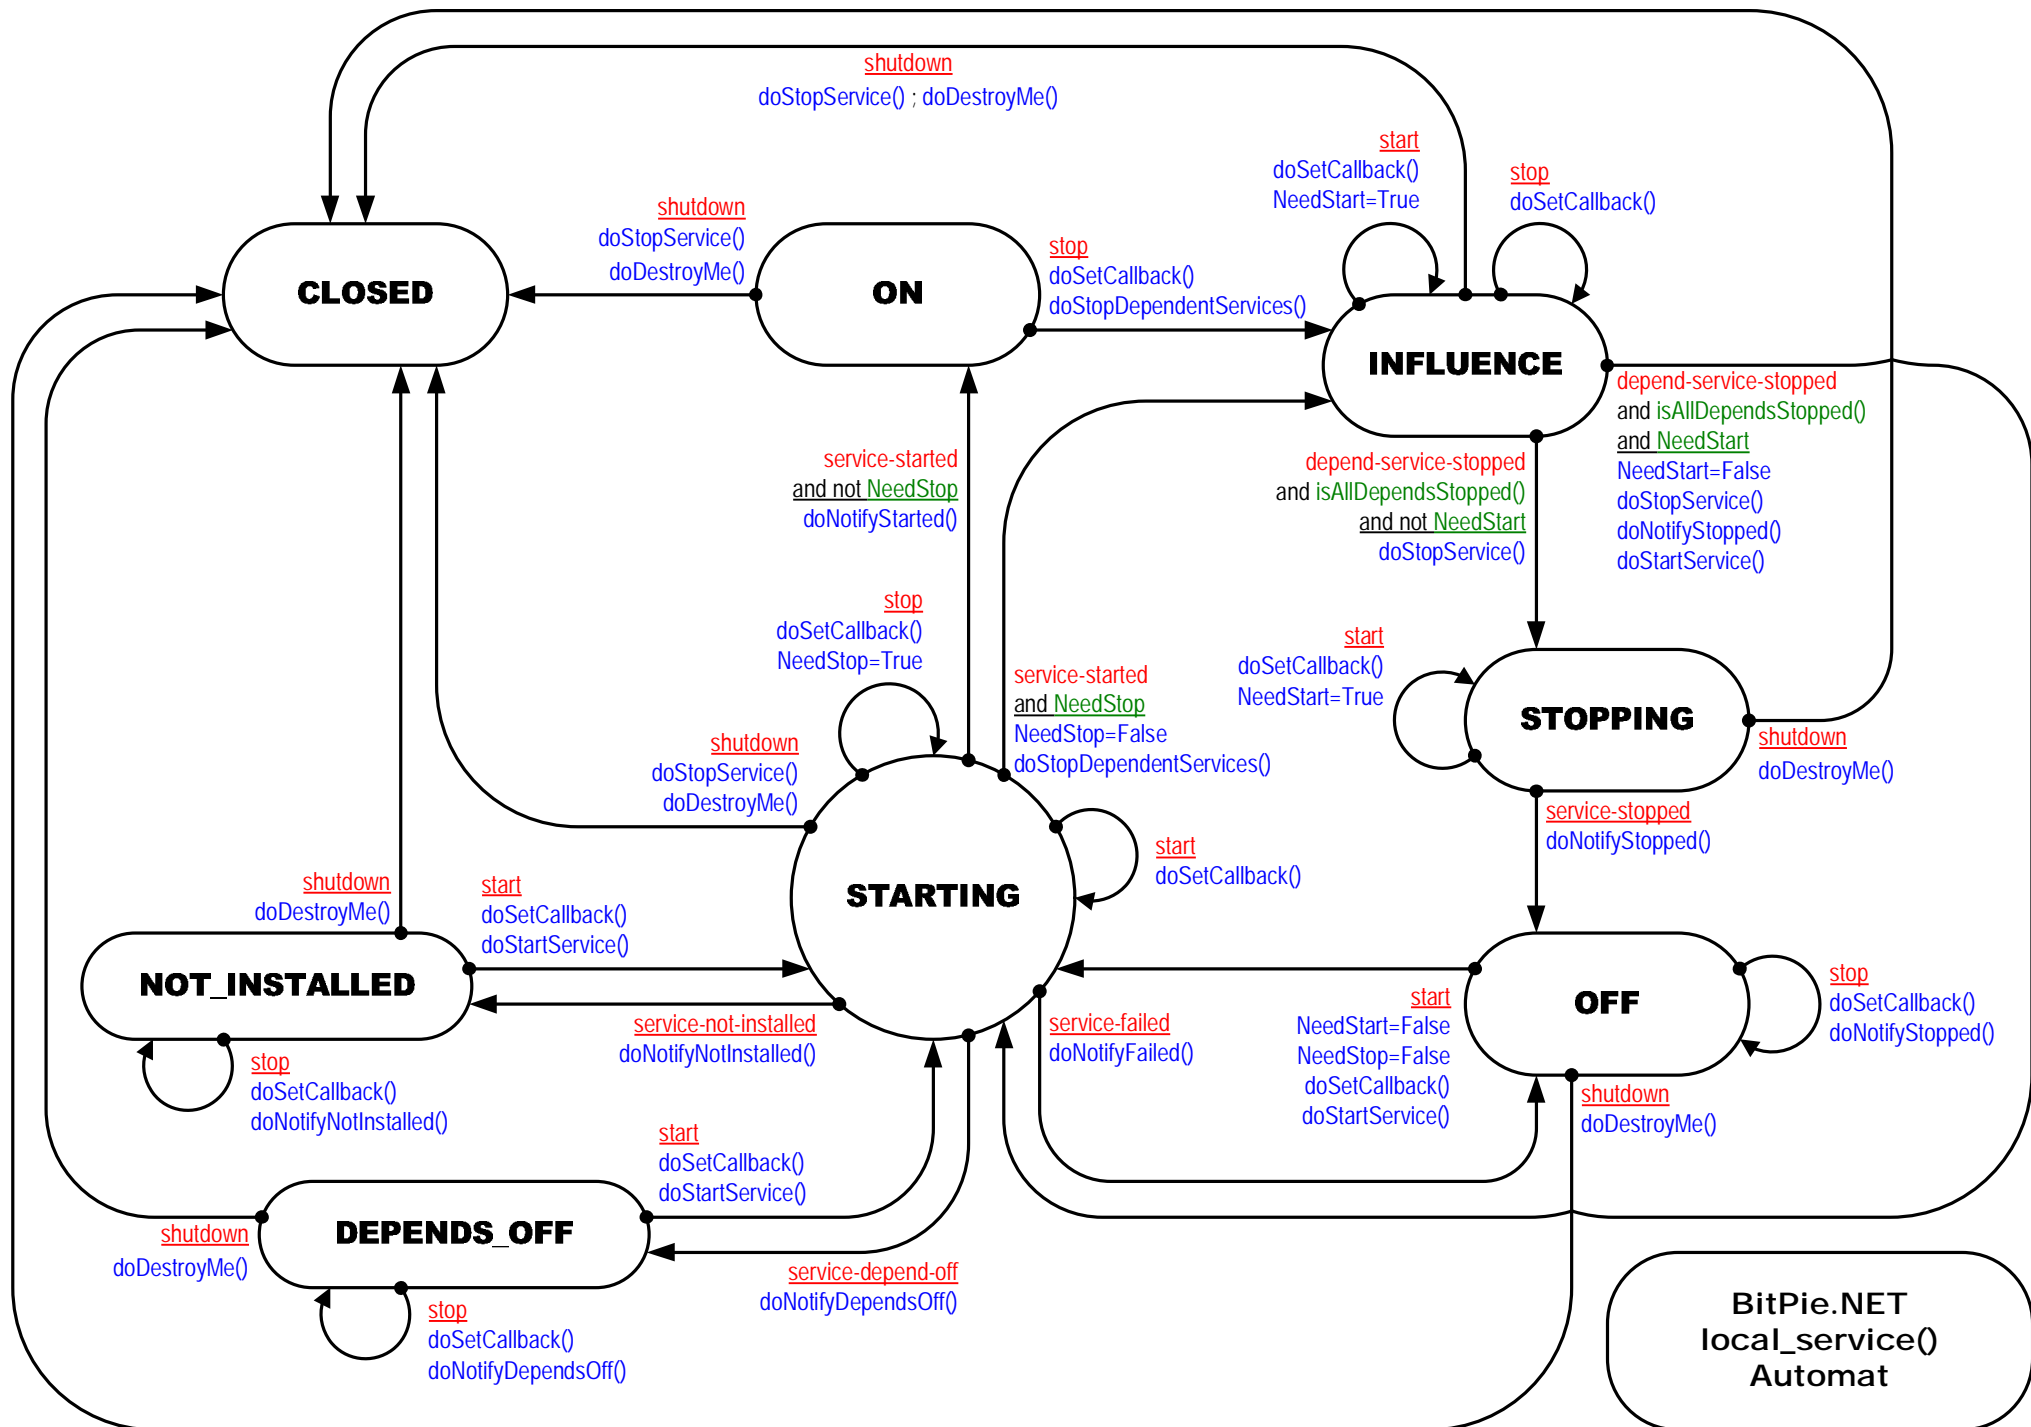 shutdown
doStopService() ; doDestroyMe()
start
doSetCallback()
NeedStart=True
stop
doSetCallback()
shutdown
doStopService()
doDestroyMe()
CLOSED
ON
stop
doSetCallback()
doStopDependentServices()
INFLUENCE
depend-service-stopped
and isAllDependsStopped()
and NeedStart
NeedStart=False
doStopService()
doNotifyStopped()
doStartService()
service-started
and not NeedStop
doNotifyStarted()
depend-service-stopped
and isAllDependsStopped()
and not NeedStart
doStopService()
stop
doSetCallback()
NeedStop=True
service-started
and NeedStop
NeedStop=False
doStopDependentServices()
start
doSetCallback()
NeedStart=True
STOPPING
shutdown
doDestroyMe()
shutdown
doStopService()
doDestroyMe()
service-stopped
doNotifyStopped()
start
doSetCallback()
STARTING
shutdown
doDestroyMe()
start
doSetCallback()
doStartService()
NOT_INSTALLED
service-not-installed
doNotifyNotInstalled()
stop
doSetCallback()
doNotifyNotInstalled()
service-failed
doNotifyFailed()
start
NeedStart=False
NeedStop=False
doSetCallback()
doStartService()
OFF
stop
doSetCallback()
doNotifyStopped()
shutdown
doDestroyMe()
start
doSetCallback()
doStartService()
DEPENDS_OFF
shutdown
doDestroyMe()
service-depend-off
doNotifyDependsOff()
stop
doSetCallback()
doNotifyDependsOff()
BitPie.NET
local_service()
Automat